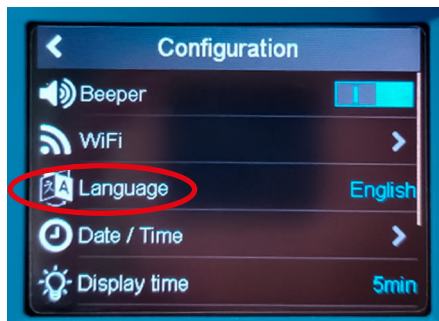 Configuration
Beeper
WiFi
Language English
Date / Time
Display time 5min